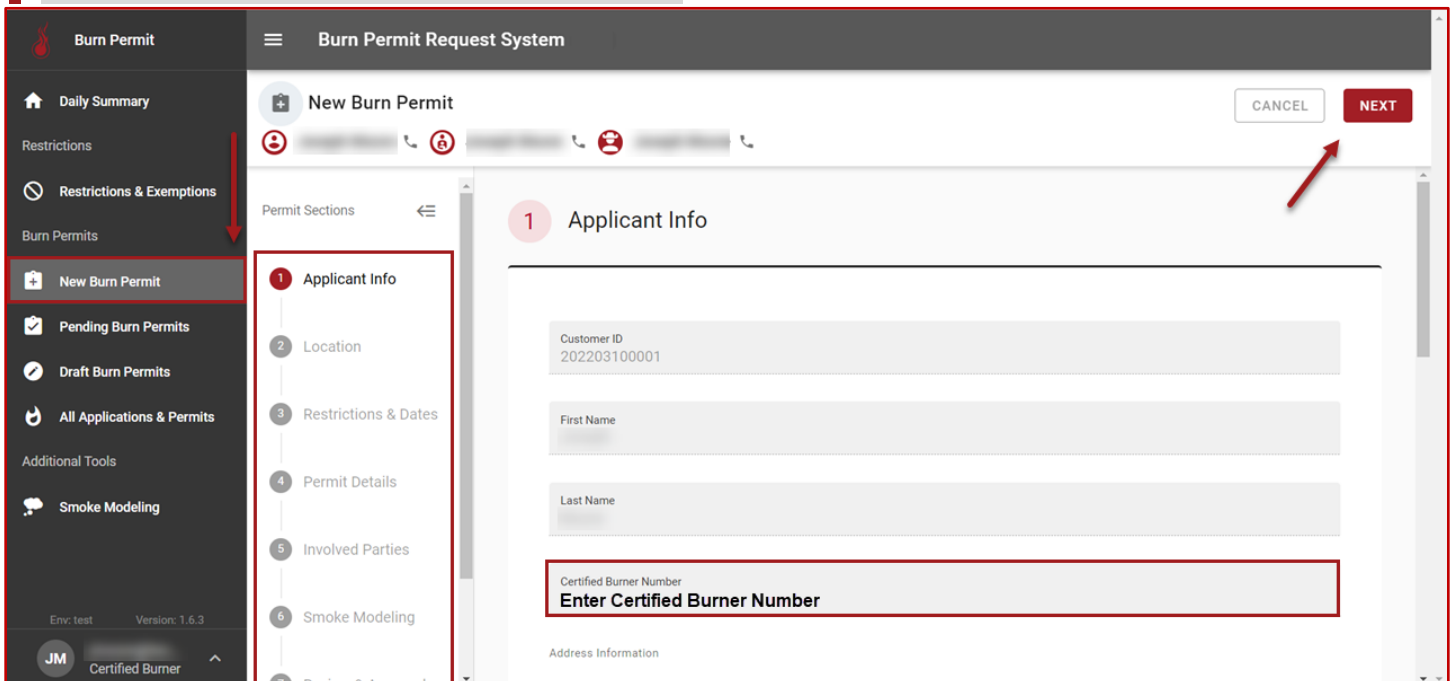 Burn Permit
Burn Permit Request System
Daily Summary
Restrictions
Restrictions & Exemptions
Burn Permits
New Burn Permit
Pending Burn Permits
Draft Burn Permits
All Applications & Permits
Additional Tools
Smoke Modeling
Env: test Version: 1.6.3
JM
Certified Burner
New Burn Permit
CANCEL
NEXT
Permit Sections
1 Applicant Info
2 Location
3 Restrictions & Dates
4 Permit Details
5 Involved Parties
6 Smoke Modeling
1 Applicant Info
Customer ID
202203100001
First Name
Last Name
Certified Burner Number
Enter Certified Burner Number
Address Information